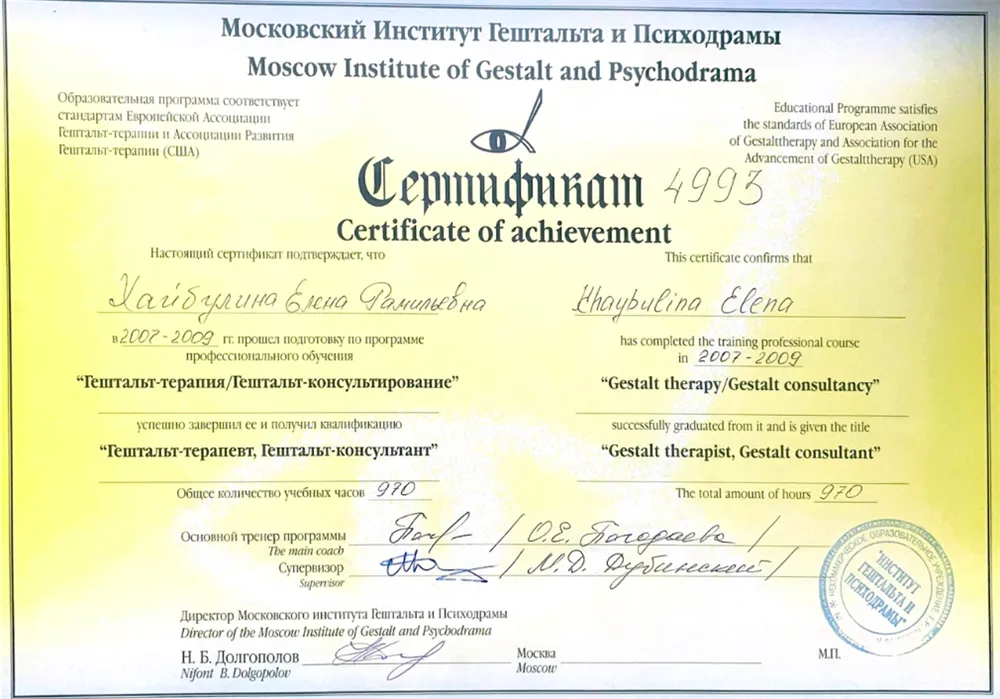 Московский Институт Гештальта и Психодрамы
Moscow Institute of Gestalt and Psychodrama
Образовательная программа соответствует
стандартам Европейской Ассоциации
Гештальт-терапии и Ассоциации Развития
Гештальт-терапии (США)
Educational Programme satisfies
the standards of European Association
of Gestalttherapy and Association for the
Advancement of Gestalttherapy (USA)
Сертификат 4993
Certificate of achievement
Настоящий сертификат подтверждает, что
Хайбулина Елена Рамильевна
в 2007-2009 гг. прошел подготовку по программе
профессионального обучения
“Гештальт-терапия/Гештальт-консультирование”
успешно завершил ее и получил квалификацию
“Гештальт-терапевт, Гештальт-консультант”
Общее количество учебных часов 970
This certificate confirms that
Khaybulina Elena
has completed the training professional course
in 2007-2009
“Gestalt therapy/Gestalt consultancy”
successfully graduated from it and is given the title
“Gestalt therapist, Gestalt consultant”
The total amount of hours 970
Основной тренер программы / О.Е. Погодаева /
The main coach
Супервизор / М.Д. Дубинский /
Supervisor
Директор Московского института Гештальта и Психодрамы
Director of the Moscow Institute of Gestalt and Psychodrama
Н. Б. Долгополов
Nifont B. Dolgopolov
Москва
Moscow
М.П.
НЕКОММЕРЧЕСКОЕ ОБРАЗОВАТЕЛЬНОЕ УЧРЕЖДЕНИЕ
"ИНСТИТУТ
ГЕШТАЛЬТА И
ПСИХОДРАМЫ"